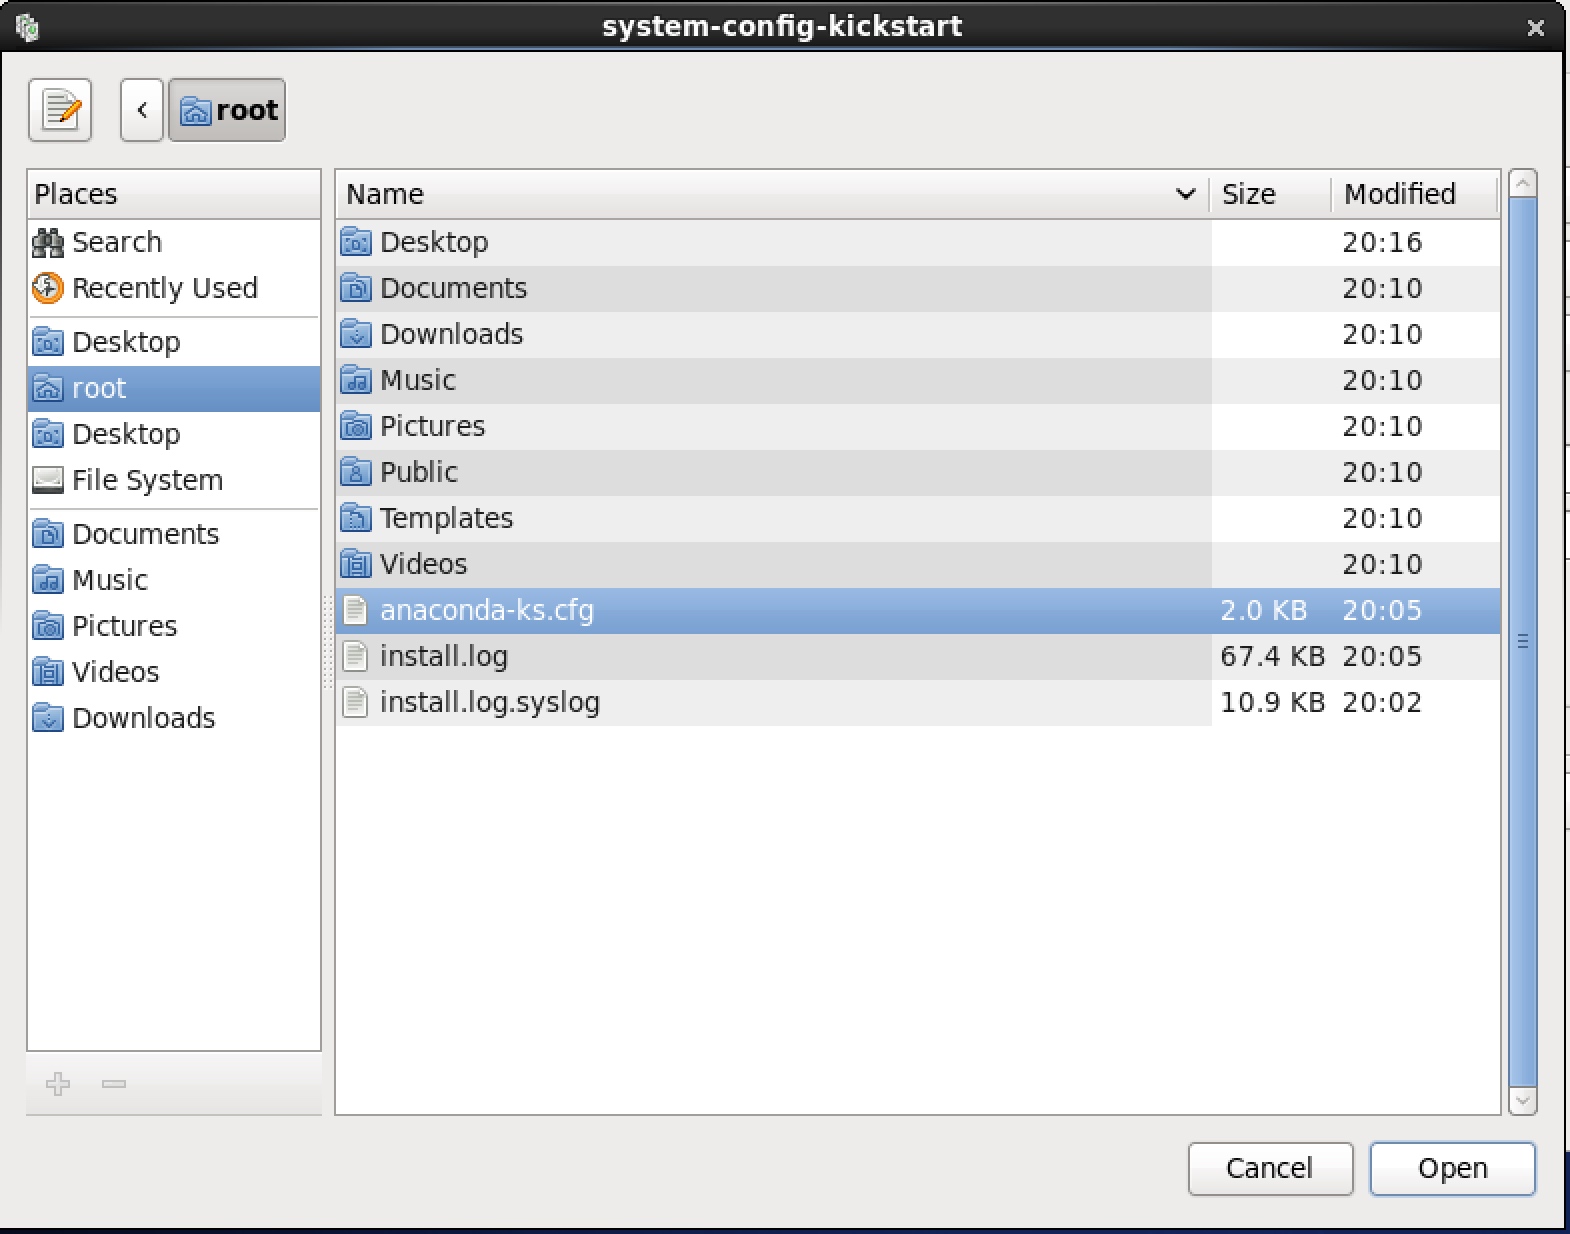 system-config-kickstart
root
Places
Search
Recently Used
Desktop
root
Desktop
File System
Documents
Music
Pictures
Videos
Downloads
Name Size Modified
Desktop 20:16
Documents 20:10
Downloads 20:10
Music 20:10
Pictures 20:10
Public 20:10
Templates 20:10
Videos 20:10
anaconda-ks.cfg 2.0 KB 20:05
install.log 67.4 KB 20:05
install.log.syslog 10.9 KB 20:02
Cancel Open